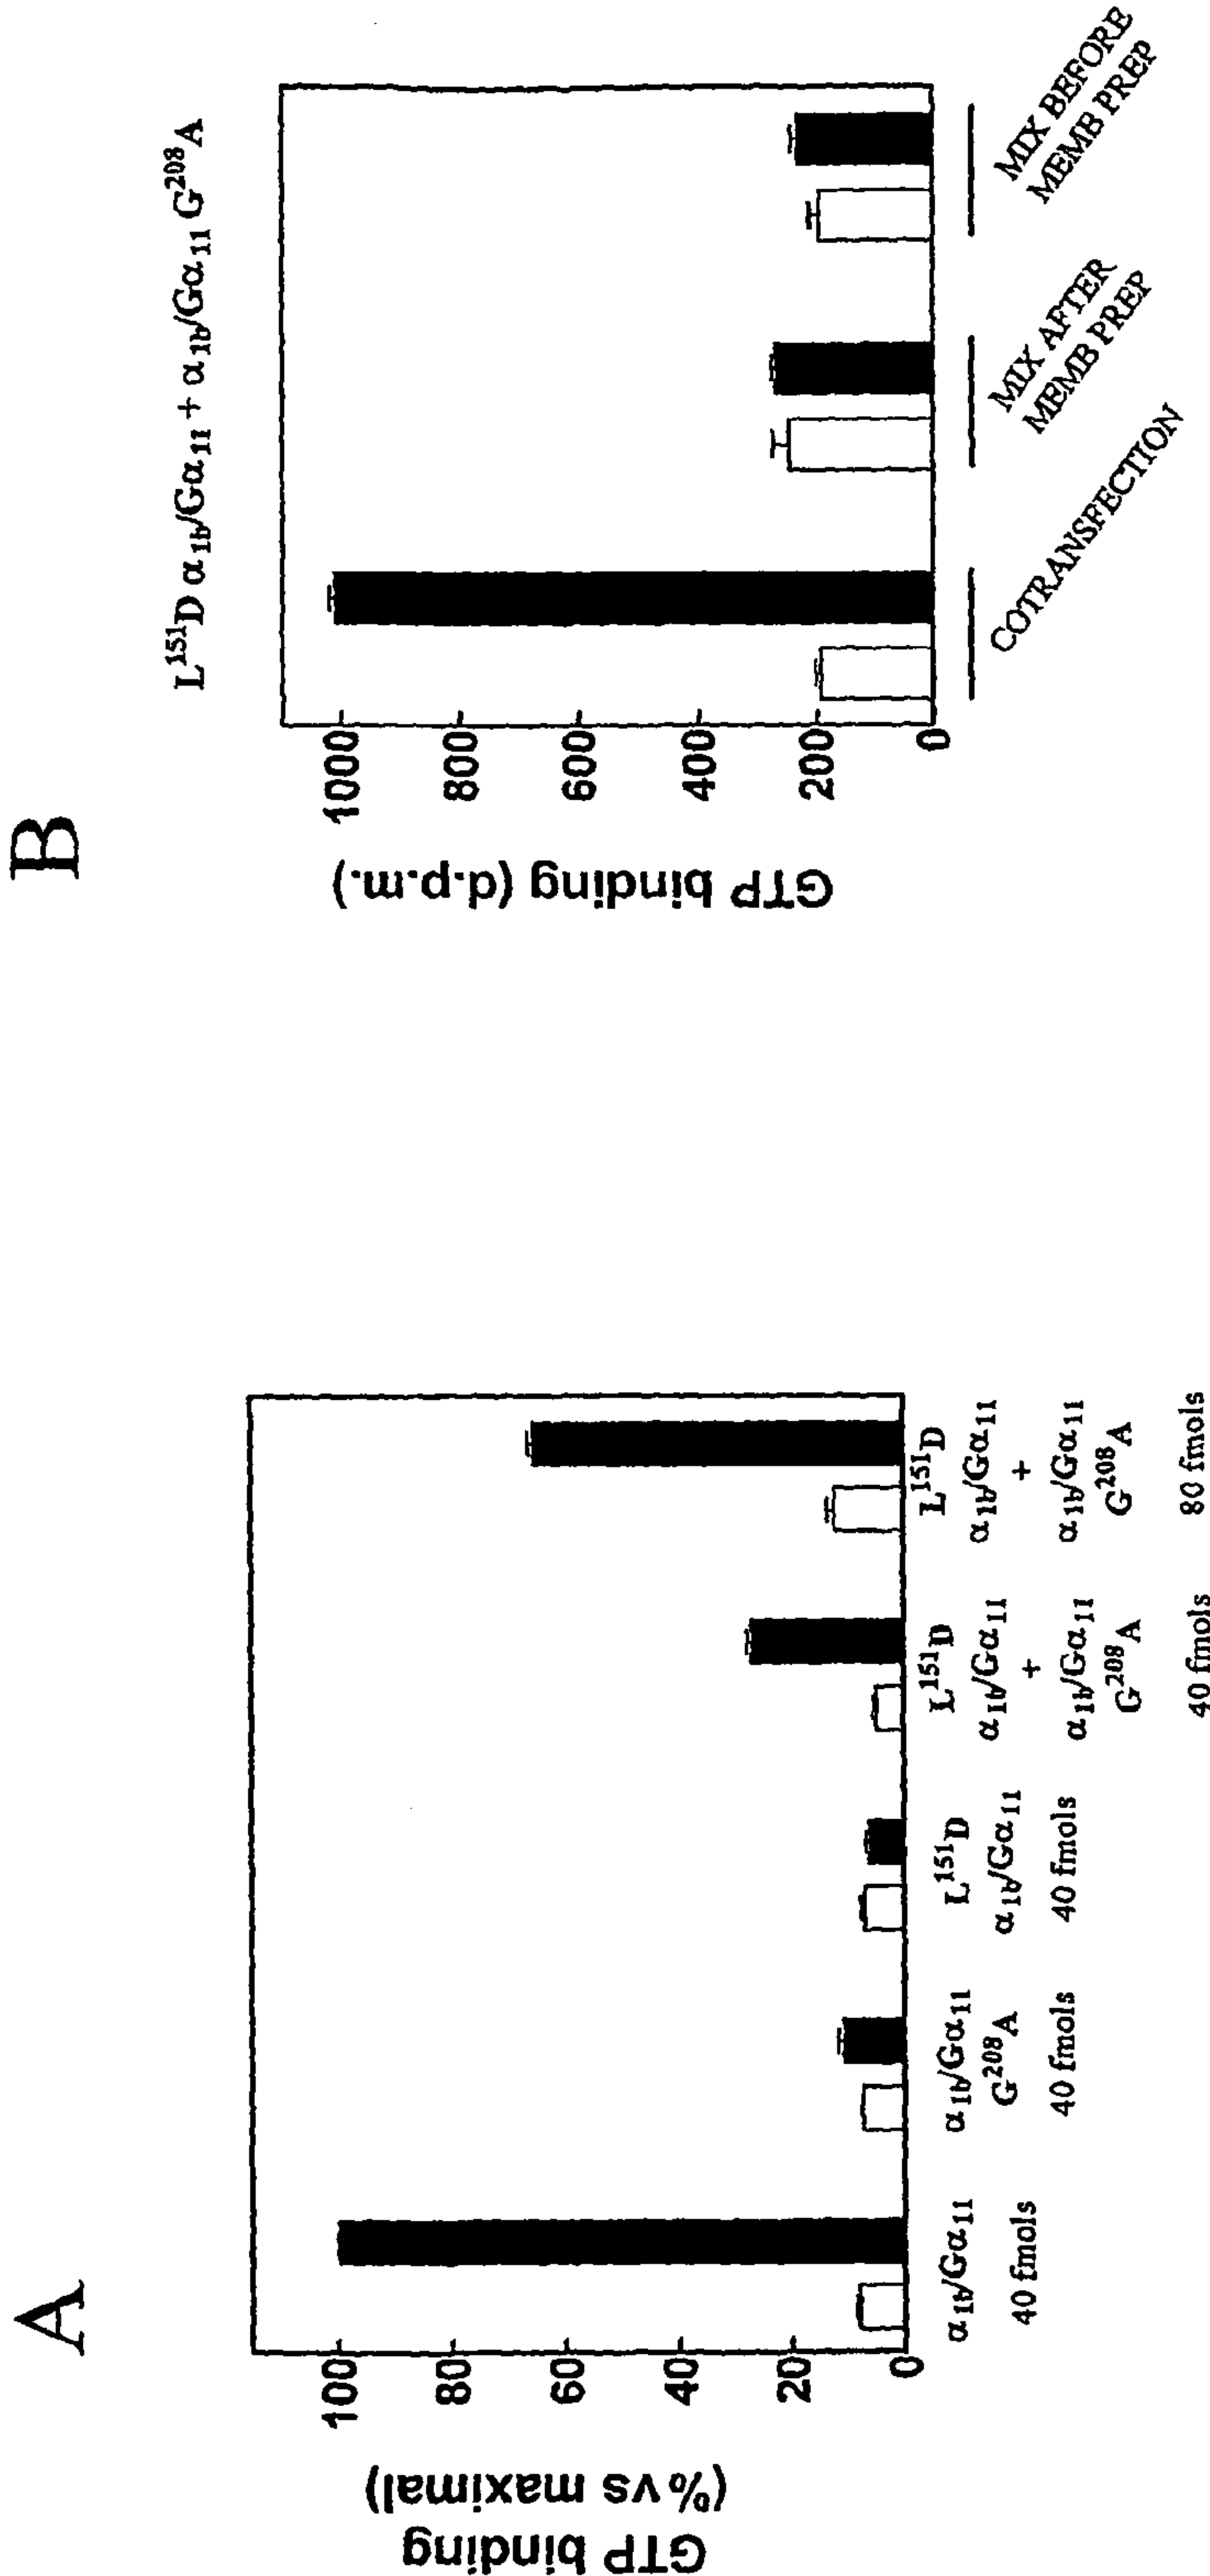 A
GTP binding
(% vs maximal)
100
80
60
40
20
0
α1b/Gα11
40 fmols
α1b/Gα11
G208A
40 fmols
L151D
α1b/Gα11
40 fmols
L151D
α1b/Gα11
+
α1b/Gα11
G208A
40 fmols
L151D
α1b/Gα11
+
α1b/Gα11
G208A
80 fmols
B
L151D α1b/Gα11 + α1b/Gα11 G208A
GTP binding (d.p.m.)
1000
800
600
400
200
0
COTRANSFECTION
MIX AFTER
MEMB PREP
MIX BEFORE
MEMB PREP